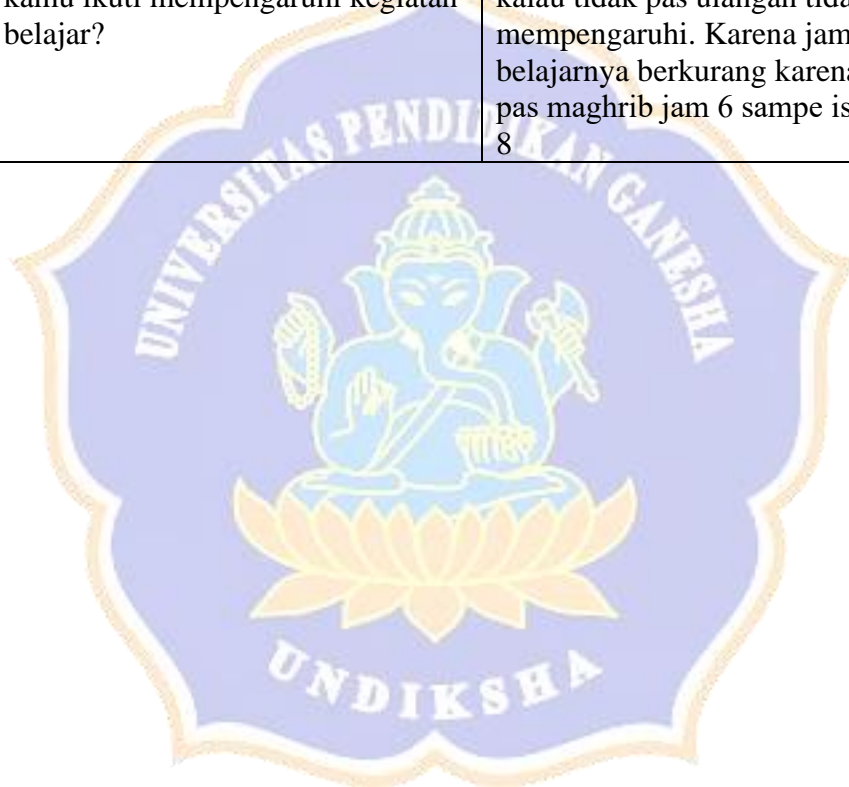 kamu ikuti mempengaruhi kegiatan
belajar?
kalau tidak pas ulangan
mempengaruhi. Karena jam
belajarnya berkurang karena
pas maghrib jam 6 sampe
8
UNIVERSITAS PENDIDIKAN GANESHA
UNDIKSHA